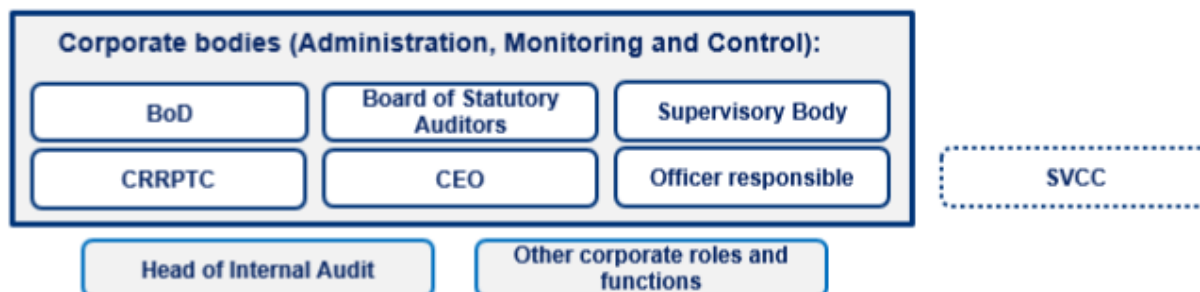 Corporate bodies (Administration, Monitoring and Control):
BoD
Board of Statutory
Auditors
Supervisory Body
CRRPTC
CEO
Officer responsible
SVCC
Head of Internal Audit
Other corporate roles and
functions